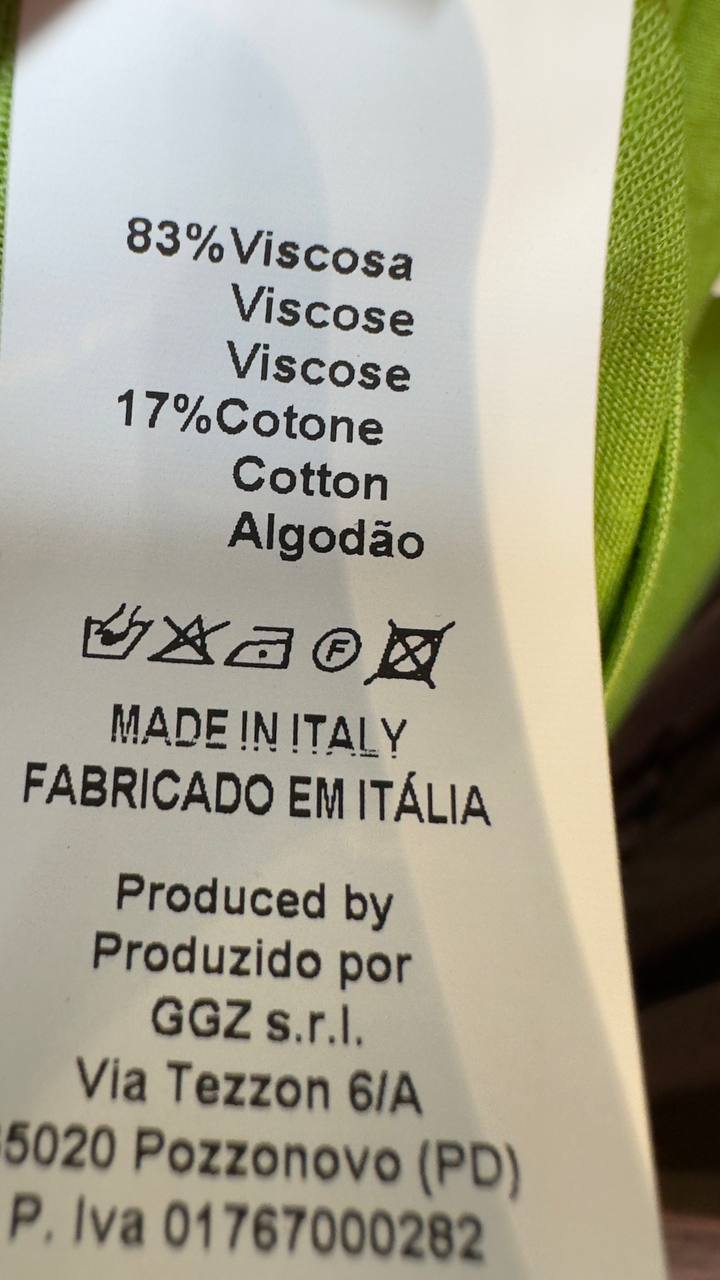 83%Viscosa
Viscose
Viscose
17%Cotone
Cotton
Algodão
F
MADE IN ITALY
FABRICADO EM ITÁLIA
Produced by
Produzido por
GGZ s.r.l.
Via Tezzon 6/A
5020 Pozzonovo (PD)
P. Iva 01767000282